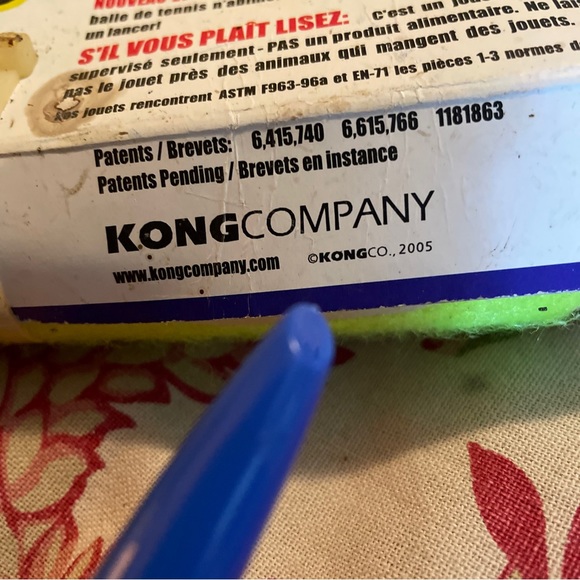 NOUVEAU
balle de tennis
un lancer!
S'IL VOUS PLAÎT LISEZ: C'est un
supervisé seulement - PAS un produit alimentaire. Ne
pas le jouet près des animaux qui mangent des jouets.
jouets rencontrent ASTM F963-96a et EN-71 les pièces 1-3 normes
Patents / Brevets: 6,415,740 6,615,766 1181863
Patents Pending / Brevets en instance
KONGCOMPANY
www.kongcompany.com ©KONGCO., 2005